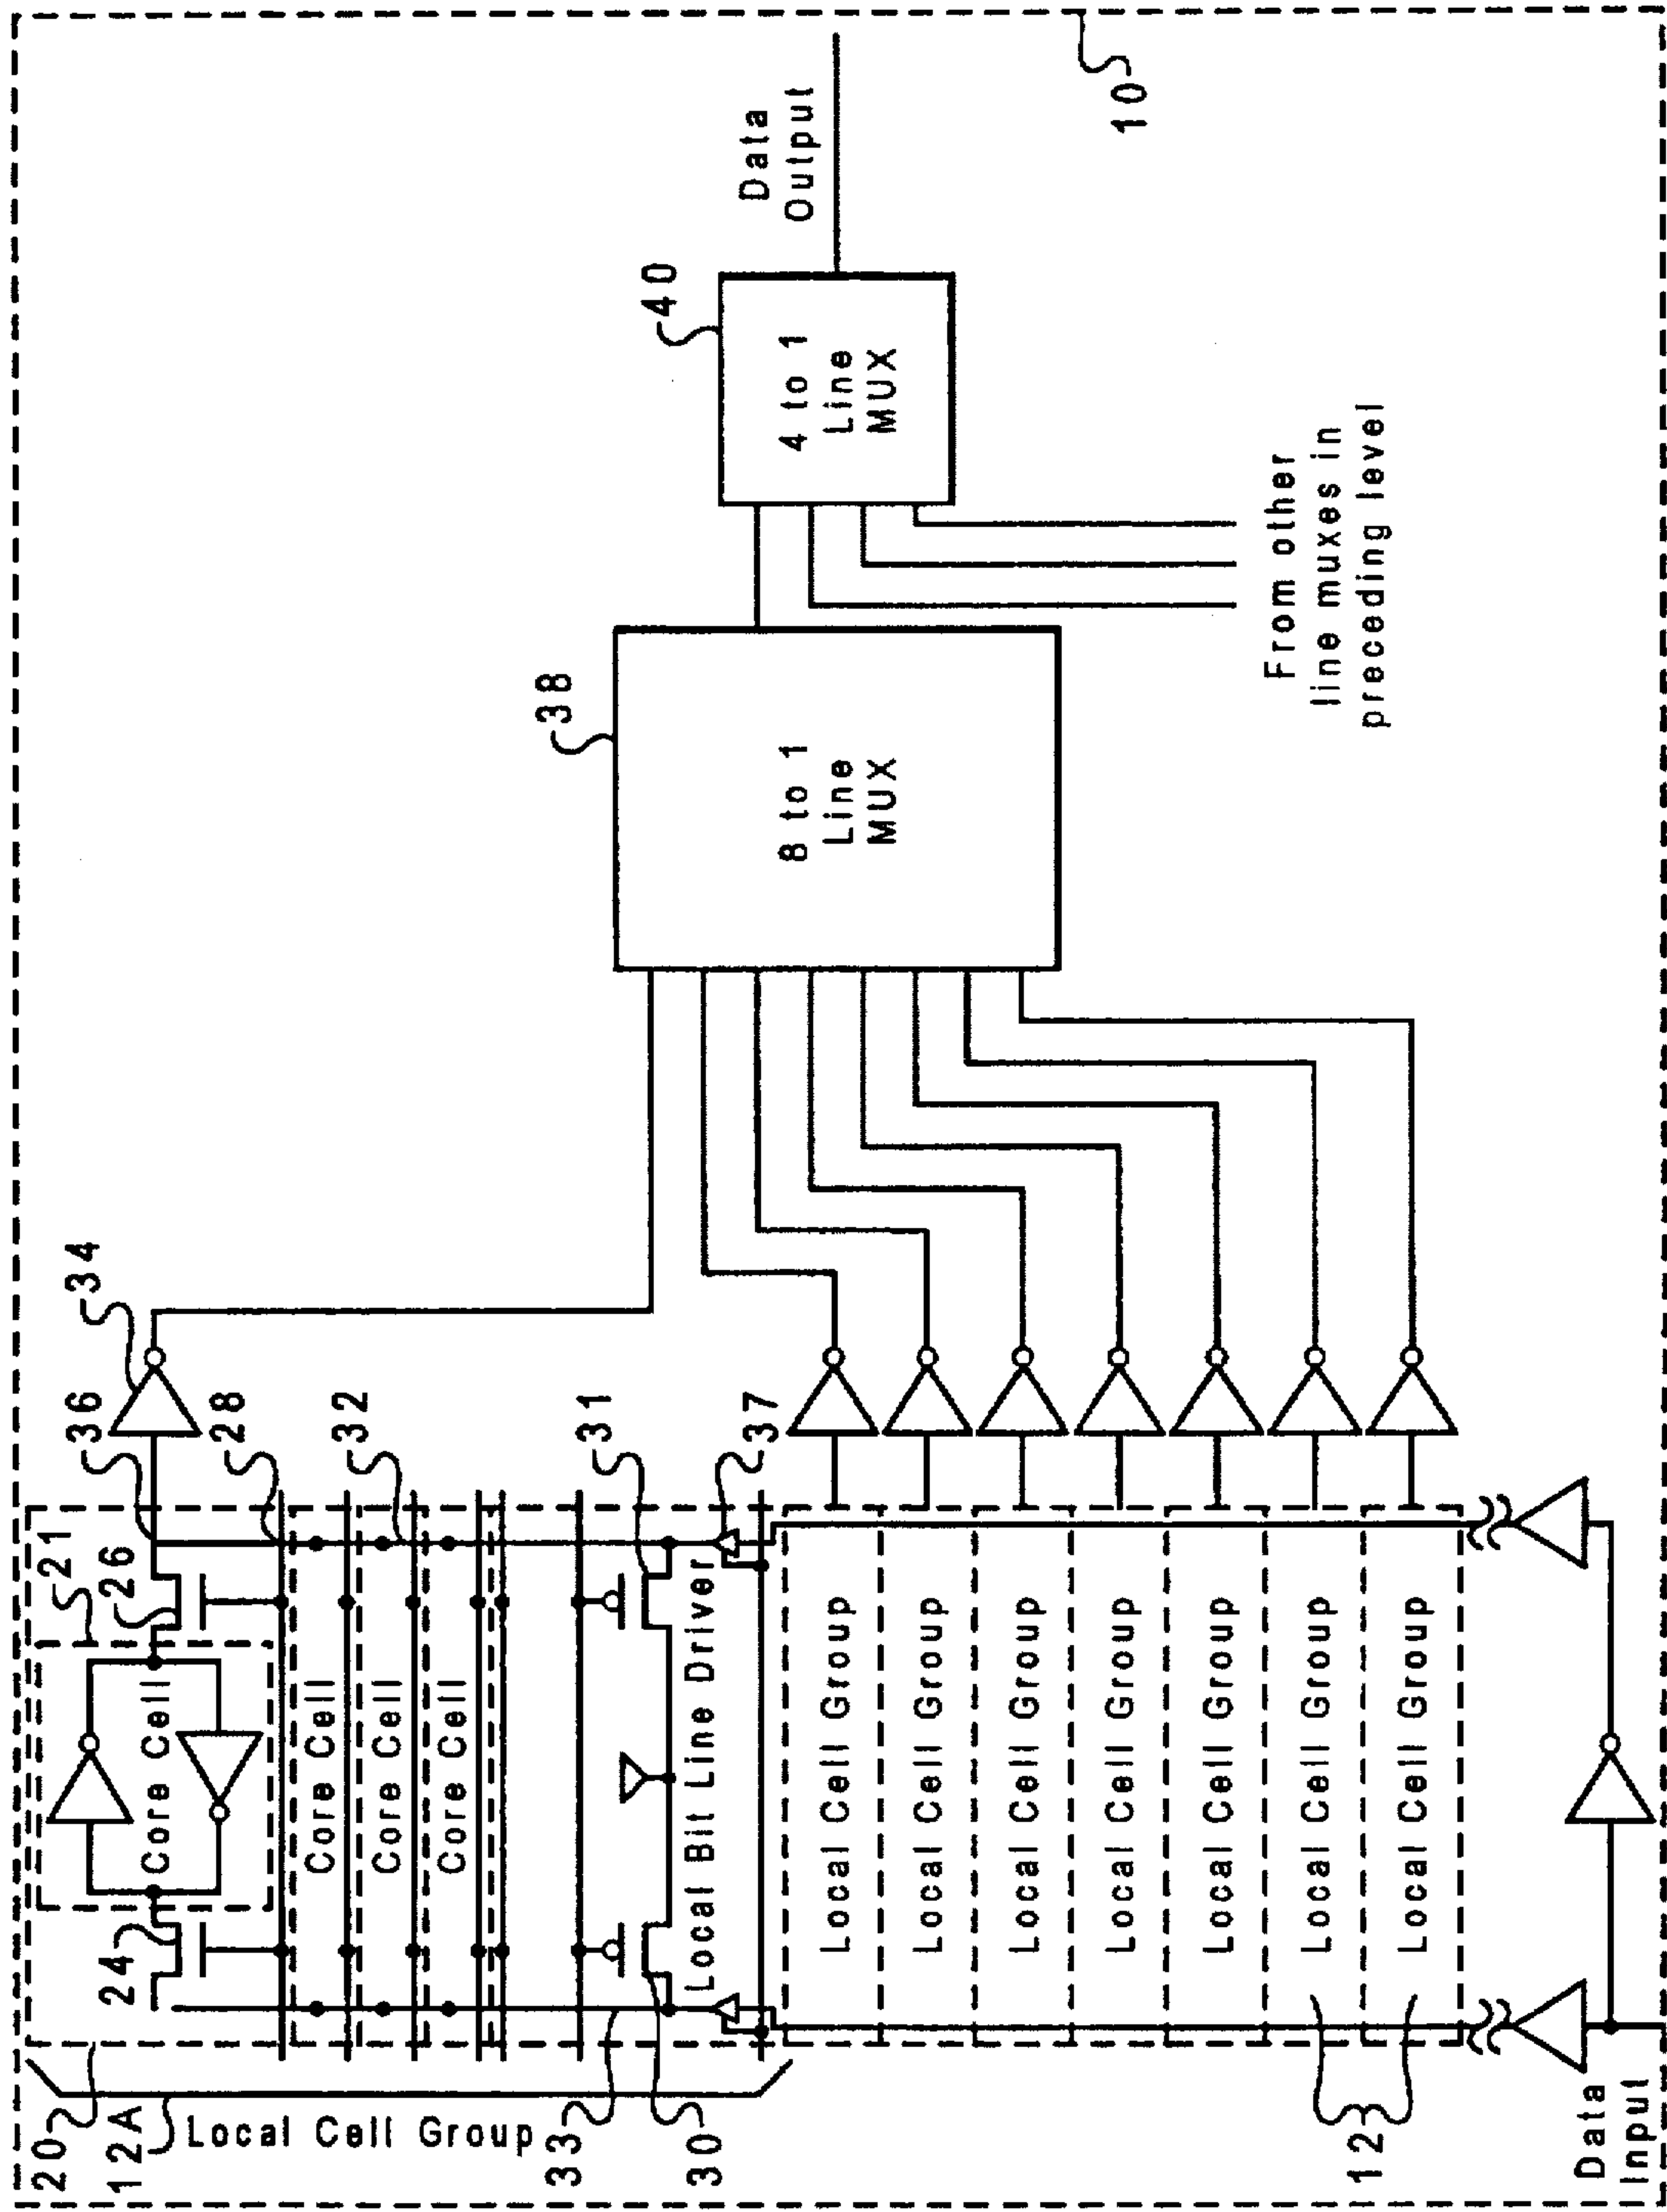 20
12A
Local Cell Group
33
30
24
21
26
36
34
28
32
31
37
Core Cell
Core Cell
Core Cell
Core Cell
Local Bit Line Driver
Local Cell Group
Local Cell Group
Local Cell Group
Local Cell Group
Local Cell Group
Local Cell Group
Local Cell Group
12
Data
Input
38
8 to 1
Line
MUX
40
4 to 1
Line
MUX
From other
line muxes in
preceding level
Data
Output
10